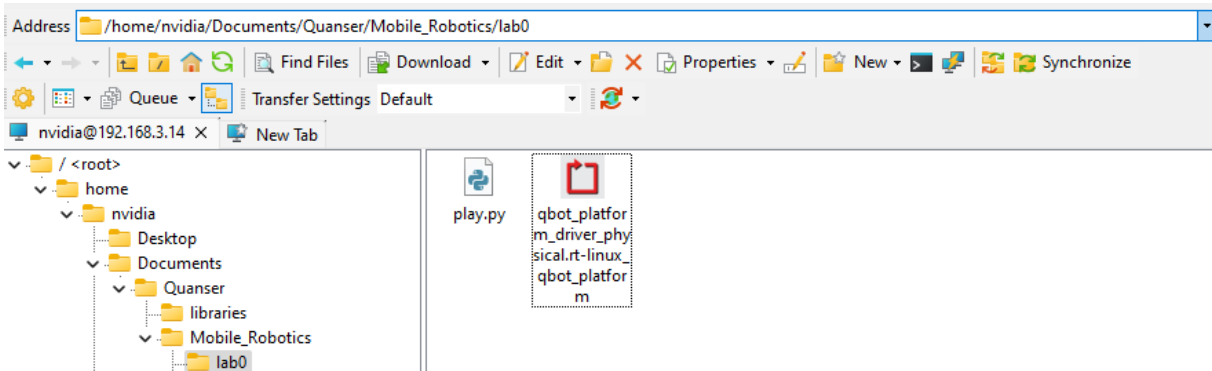 Address /home/nvidia/Documents/Quanser/Mobile_Robotics/lab0
Find Files Download Edit Properties New Synchronize
Queue Transfer Settings Default
nvidia@192.168.3.14 New Tab
/ <root>
home
nvidia
Desktop
Documents
Quanser
libraries
Mobile_Robotics
lab0
play.py
qbot_platfor
m_driver_phy
sical.rt-linux_
qbot_platfor
m